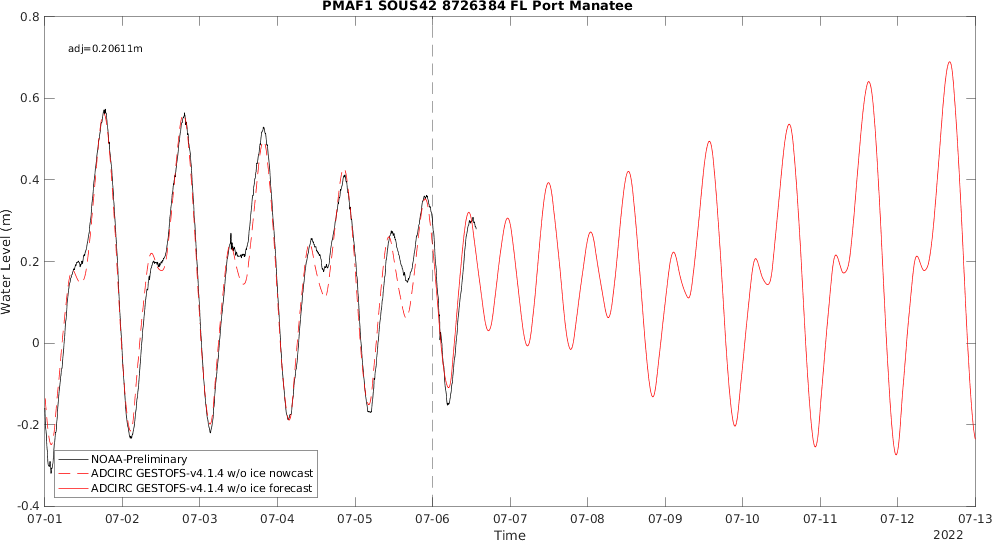 PMAF1 SOUS42 8726384 FL Port Manatee
0.8
adj=0.20611m
0.6
0.4
0.2
0
-0.2
-0.4
Water Level (m)
NOAA-Preliminary
ADCIRC GESTOFS-v4.1.4 w/o ice nowcast
ADCIRC GESTOFS-v4.1.4 w/o ice forecast
07-01 07-02 07-03 07-04 07-05 07-06 07-07 07-08 07-09 07-10 07-11 07-12 07-13
Time
2022